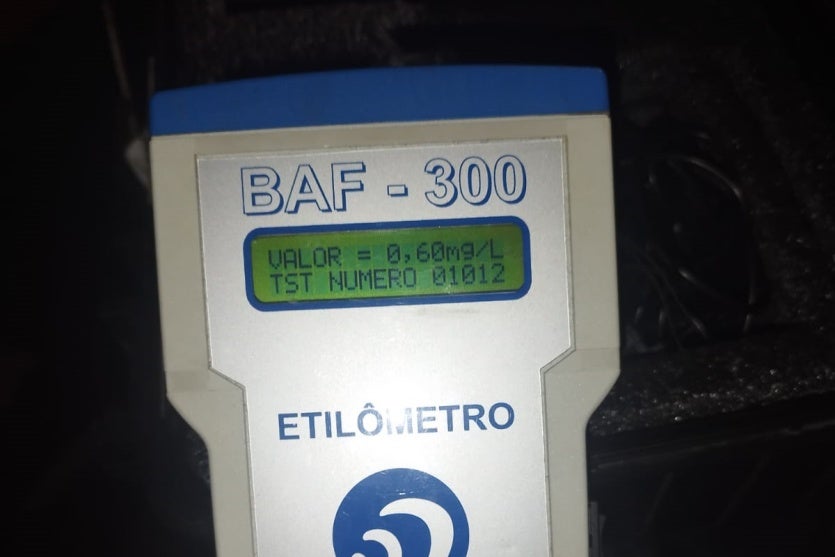 BAF - 300
VALOR = 0,60mg/L
TST NUMERO 01012
ETILÔMETRO